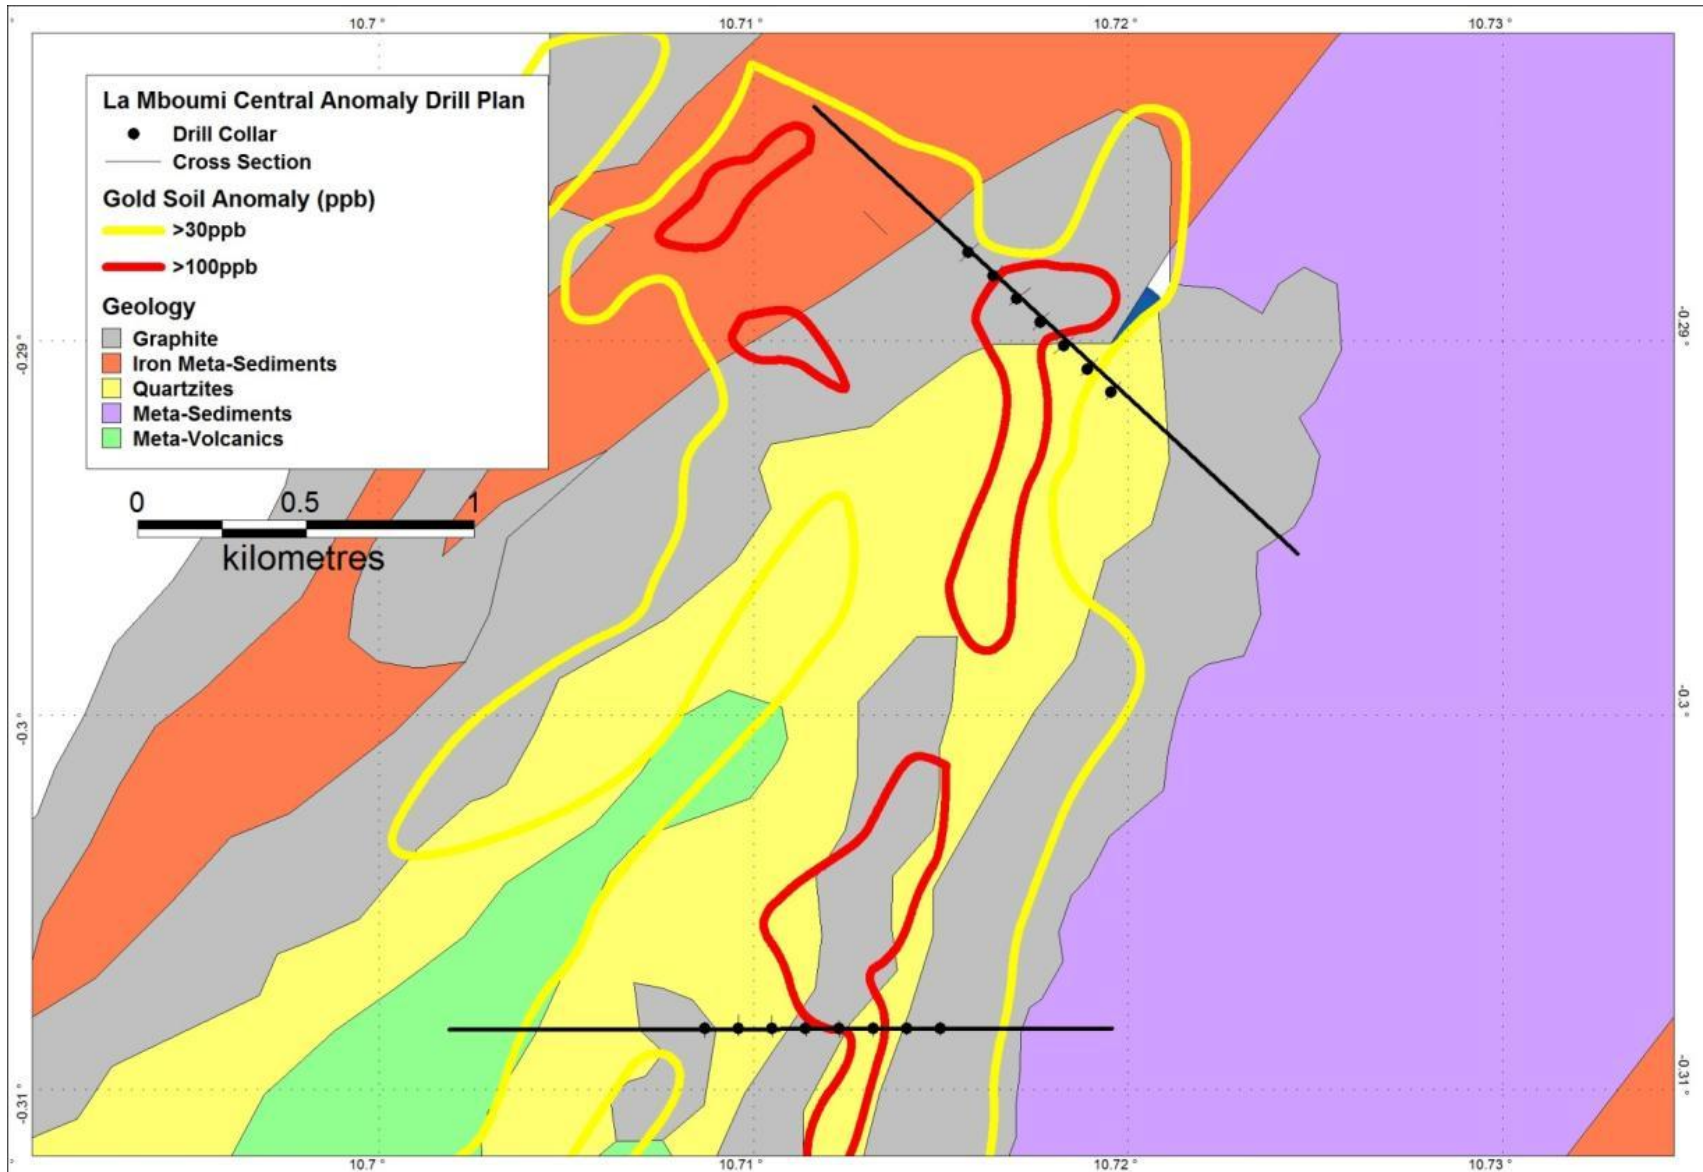 10.7 °
10.71 °
10.72 °
10.73 °
La Mboumi Central Anomaly Drill Plan
Drill Collar
Cross Section
Gold Soil Anomaly (ppb)
>30ppb
>100ppb
Geology
Graphite
Iron Meta-Sediments
Quartzites
Meta-Sediments
Meta-Volcanics
-0.29 °
-0.29 °
0 0.5 1
kilometres
-0.3 °
-0.3 °
-0.31 °
-0.31 °
10.7 °
10.71 °
10.72 °
10.73 °